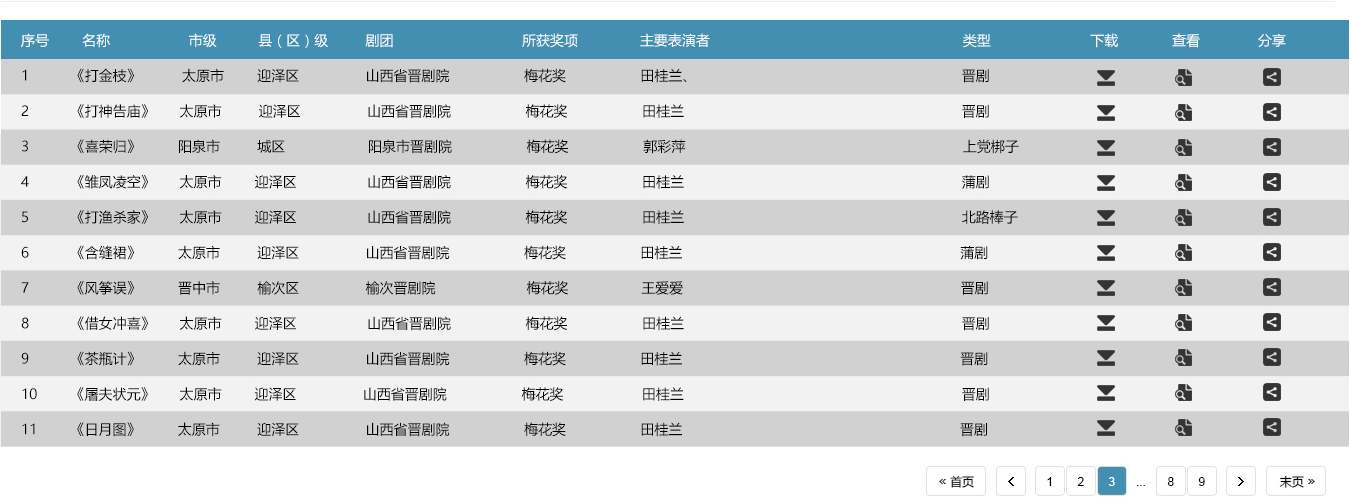 序号 名称 市级 县（区）级 剧团 所获奖项 主要表演者 类型 下载 查看 分享
1 《打金枝》 太原市 迎泽区 山西省晋剧院 梅花奖 田桂兰、 晋剧
2 《打神告庙》 太原市 迎泽区 山西省晋剧院 梅花奖 田桂兰 晋剧
3 《喜荣归》 阳泉市 城区 阳泉市晋剧院 梅花奖 郭彩萍 上党梆子
4 《雏凤凌空》 太原市 迎泽区 山西省晋剧院 梅花奖 田桂兰 蒲剧
5 《打渔杀家》 太原市 迎泽区 山西省晋剧院 梅花奖 田桂兰 北路棒子
6 《含缝裙》 太原市 迎泽区 山西省晋剧院 梅花奖 田桂兰 蒲剧
7 《风筝误》 晋中市 榆次区 榆次晋剧院 梅花奖 王爱爱 晋剧
8 《借女冲喜》 太原市 迎泽区 山西省晋剧院 梅花奖 田桂兰 晋剧
9 《茶瓶计》 太原市 迎泽区 山西省晋剧院 梅花奖 田桂兰 晋剧
10 《屠夫状元》 太原市 迎泽区 山西省晋剧院 梅花奖 田桂兰 晋剧
11 《日月图》 太原市 迎泽区 山西省晋剧院 梅花奖 田桂兰 晋剧
« 首页 < 1 2 3 ... 8 9 > 末页 »